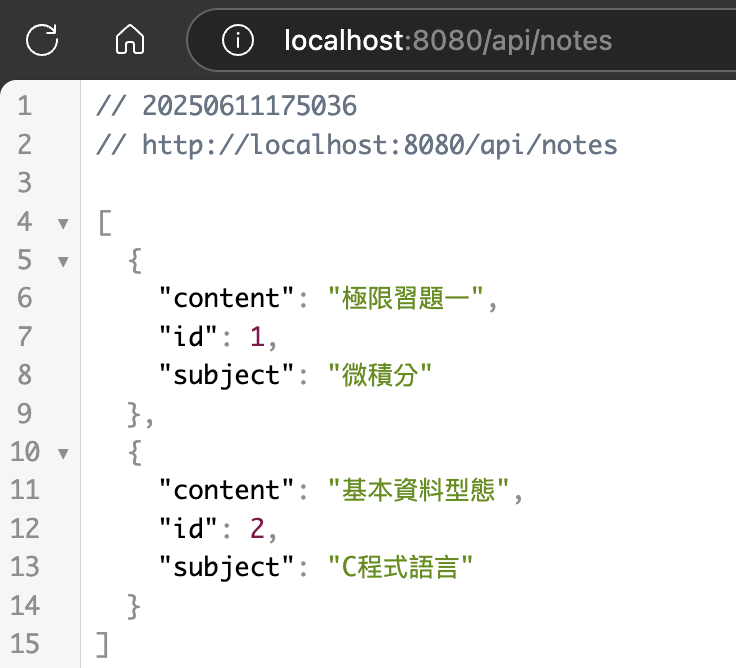 localhost:8080/api/notes
1 // 20250611175036
2 // http://localhost:8080/api/notes
3
4 [
5 {
6 "content": "極限習題一",
7 "id": 1,
8 "subject": "微積分"
9 },
10 {
11 "content": "基本資料型態",
12 "id": 2,
13 "subject": "C程式語言"
14 }
15 ]